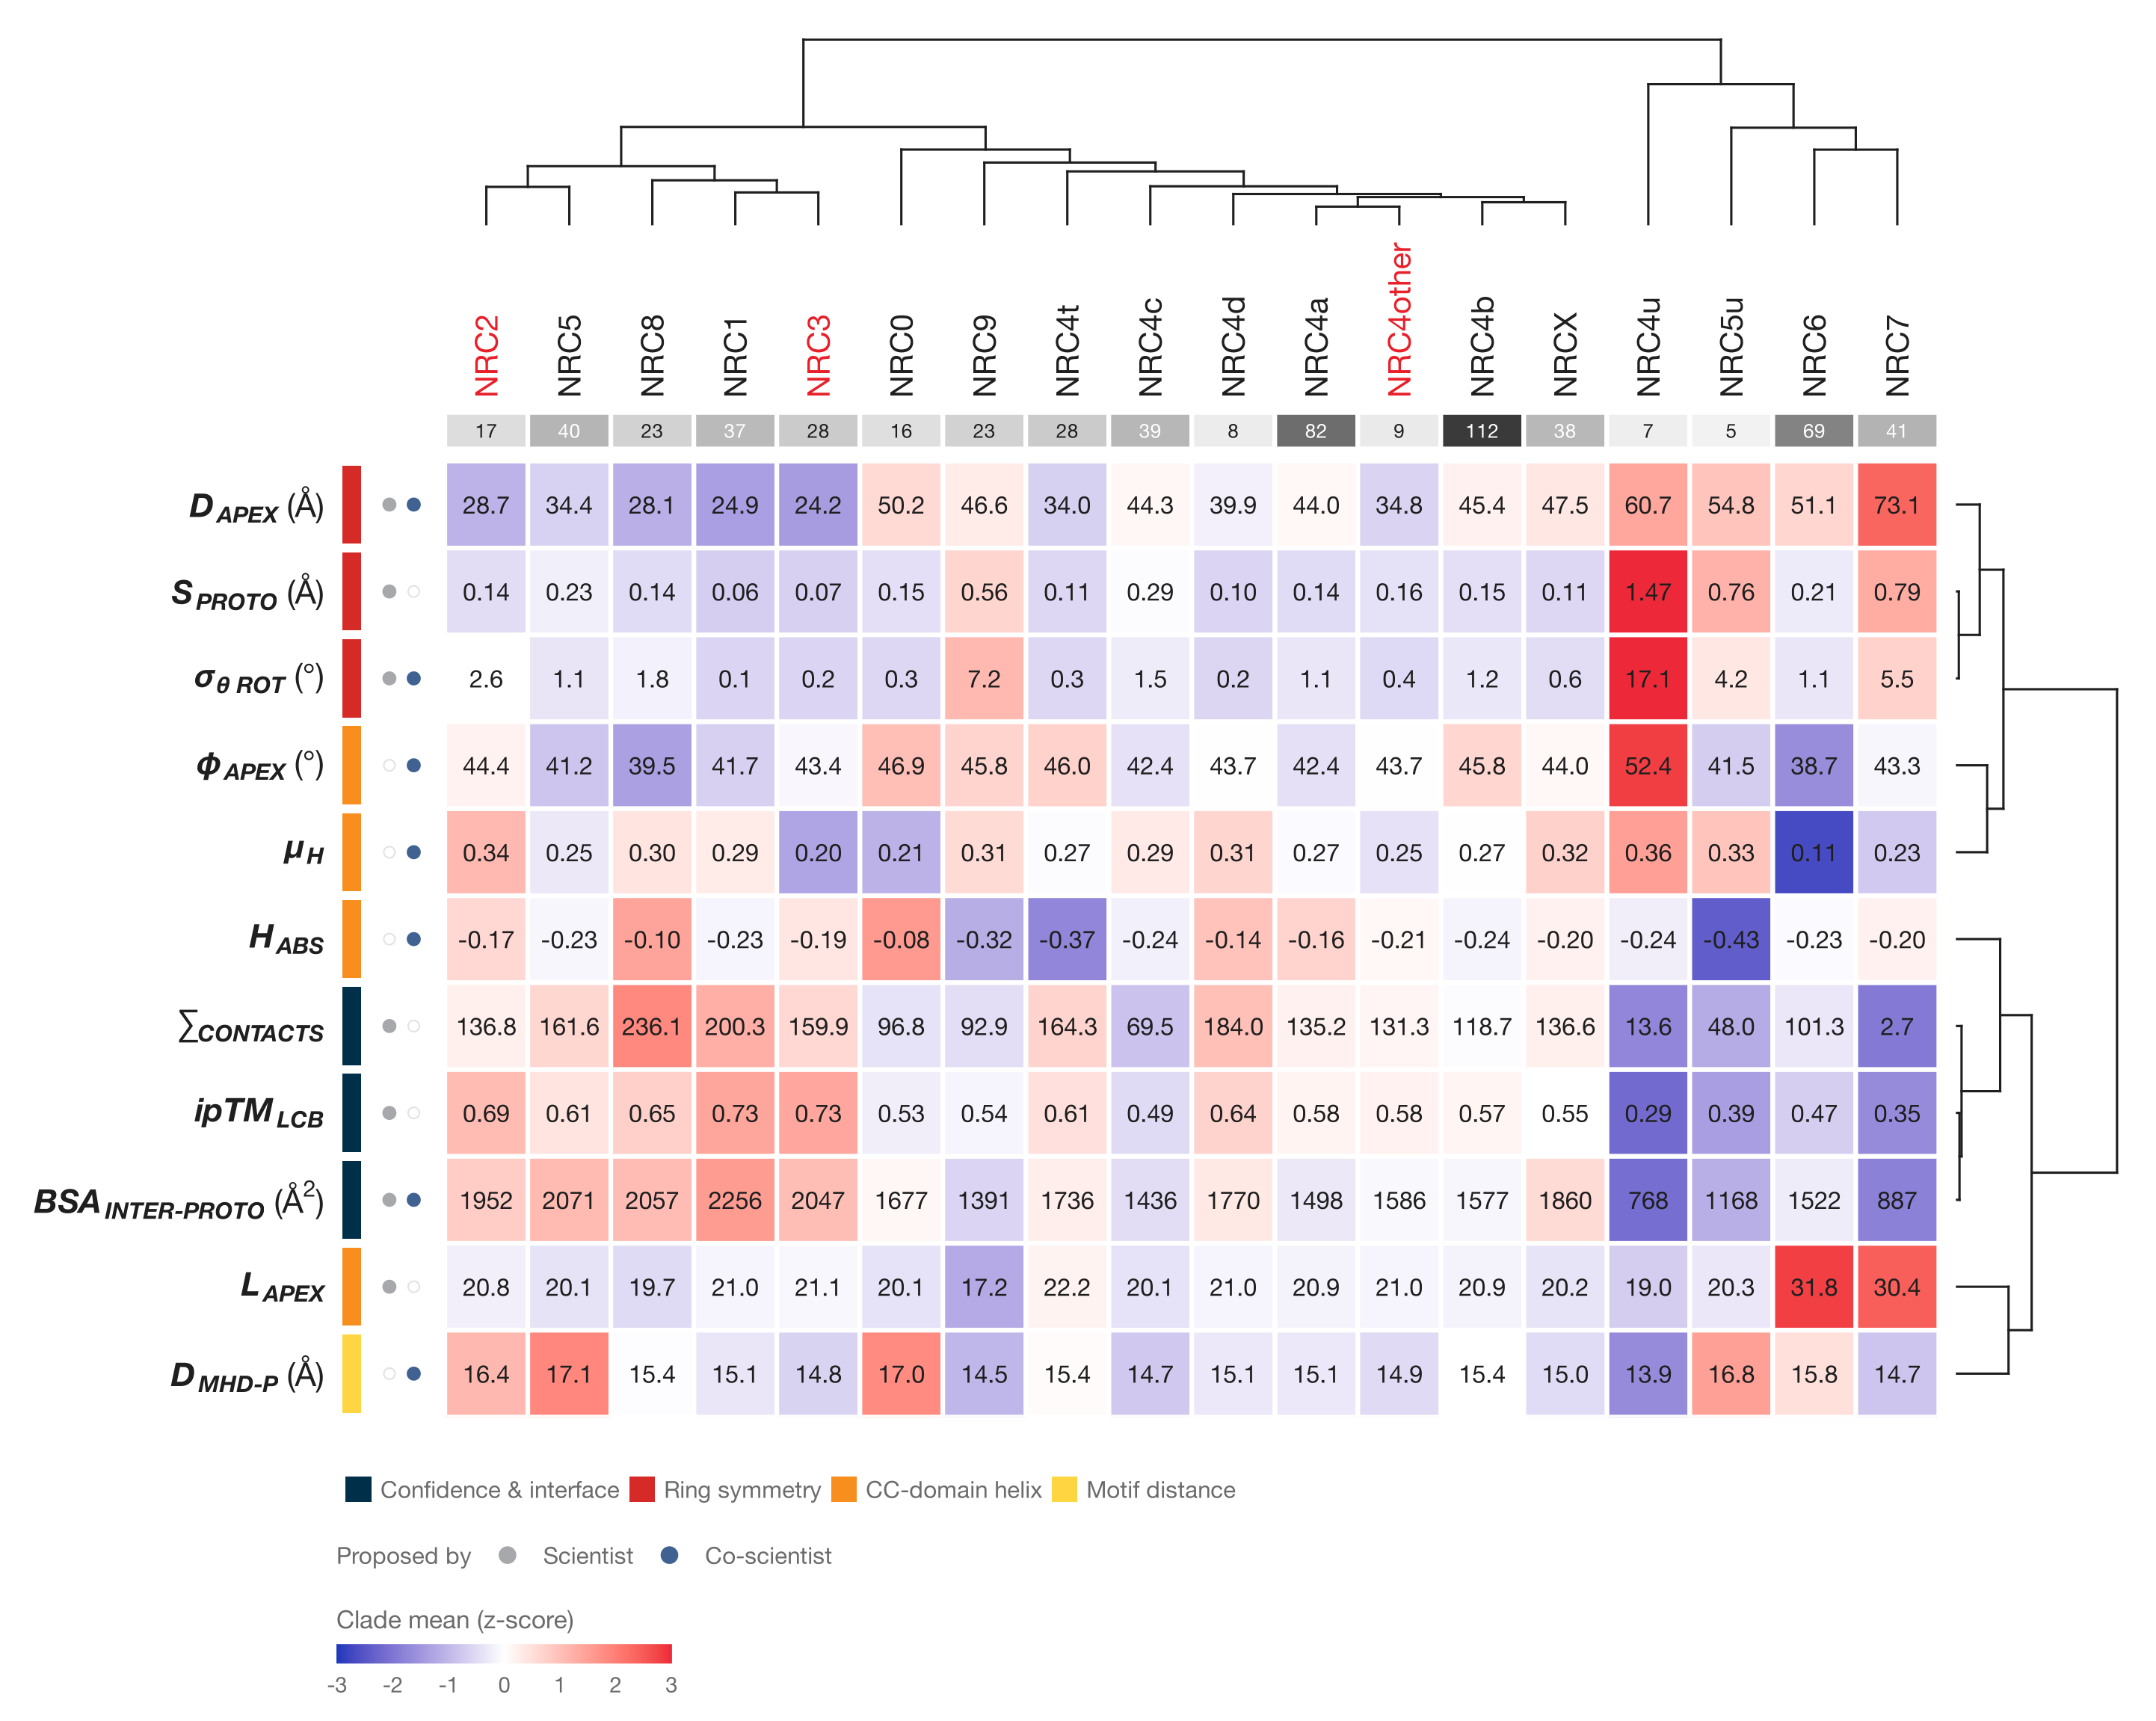 NRC2 NRC5 NRC8 NRC1 NRC3 NRC0 NRC9 NRC4t NRC4c NRC4d NRC4a NRC4other NRC4b NRCX NRC4u NRC5u NRC6 NRC7
17 40 23 37 28 16 23 28 39 8 82 9 112 38 7 5 69 41
D APEX (Å) 28.7 34.4 28.1 24.9 24.2 50.2 46.6 34.0 44.3 39.9 44.0 34.8 45.4 47.5 60.7 54.8 51.1 73.1
S PROTO (Å) 0.14 0.23 0.14 0.06 0.07 0.15 0.56 0.11 0.29 0.10 0.14 0.16 0.15 0.11 1.47 0.76 0.21 0.79
σθ ROT (°) 2.6 1.1 1.8 0.1 0.2 0.3 7.2 0.3 1.5 0.2 1.1 0.4 1.2 0.6 17.1 4.2 1.1 5.5
ϕ APEX (°) 44.4 41.2 39.5 41.7 43.4 46.9 45.8 46.0 42.4 43.7 42.4 43.7 45.8 44.0 52.4 41.5 38.7 43.3
μ H 0.34 0.25 0.30 0.29 0.20 0.21 0.31 0.27 0.29 0.31 0.27 0.25 0.27 0.32 0.36 0.33 0.11 0.23
H ABS -0.17 -0.23 -0.10 -0.23 -0.19 -0.08 -0.32 -0.37 -0.24 -0.14 -0.16 -0.21 -0.24 -0.20 -0.24 -0.43 -0.23 -0.20
∑CONTACTS 136.8 161.6 236.1 200.3 159.9 96.8 92.9 164.3 69.5 184.0 135.2 131.3 118.7 136.6 13.6 48.0 101.3 2.7
ipTM LCB 0.69 0.61 0.65 0.73 0.73 0.53 0.54 0.61 0.49 0.64 0.58 0.58 0.57 0.55 0.29 0.39 0.47 0.35
BSA INTER-PROTO (Å²) 1952 2071 2057 2256 2047 1677 1391 1736 1436 1770 1498 1586 1577 1860 768 1168 1522 887
L APEX 20.8 20.1 19.7 21.0 21.1 20.1 17.2 22.2 20.1 21.0 20.9 21.0 20.9 20.2 19.0 20.3 31.8 30.4
D MHD-P (Å) 16.4 17.1 15.4 15.1 14.8 17.0 14.5 15.4 14.7 15.1 15.1 14.9 15.4 15.0 13.9 16.8 15.8 14.7
Confidence & interface Ring symmetry CC-domain helix Motif distance
Proposed by Scientist Co-scientist
Clade mean (z-score)
-3 -2 -1 0 1 2 3